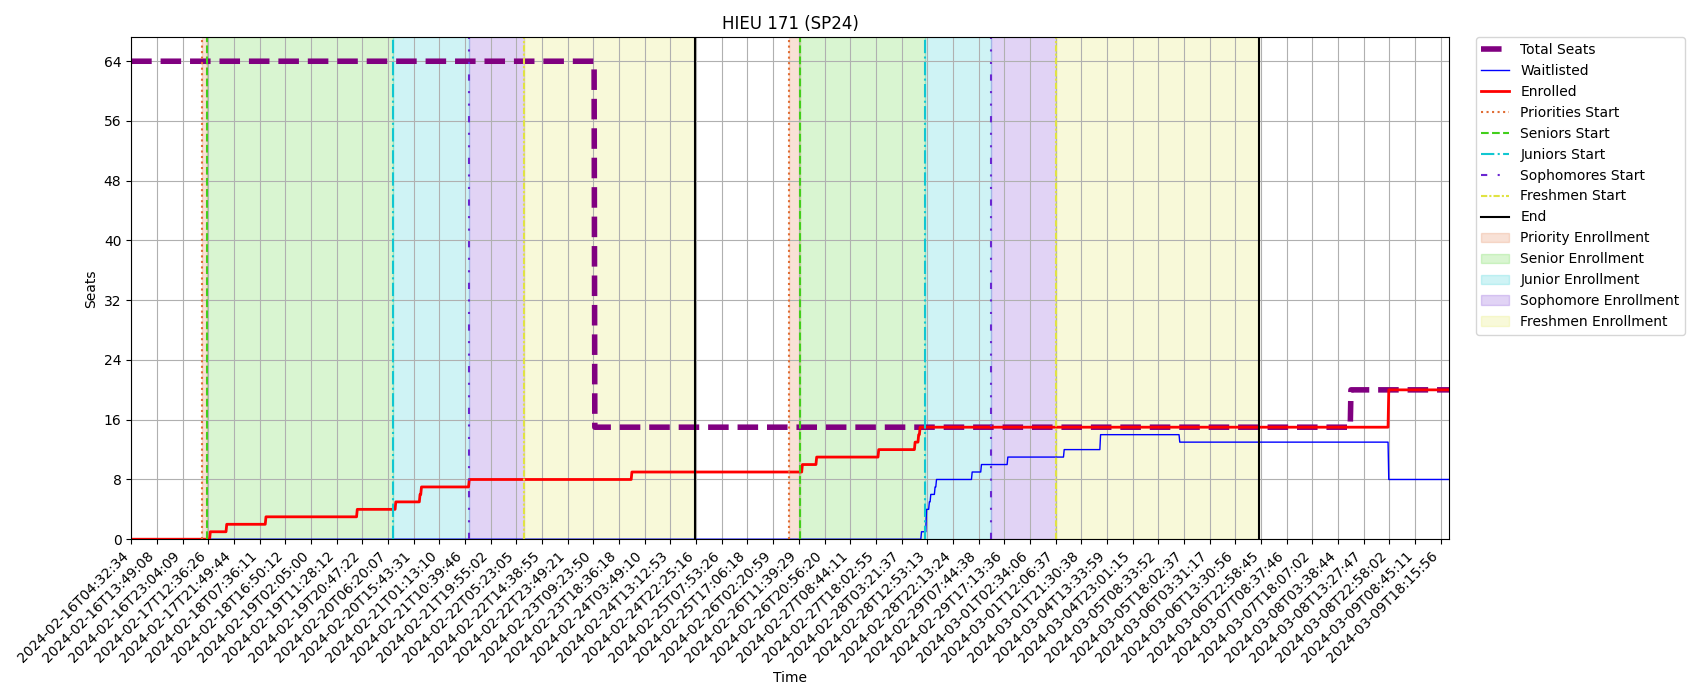 HIEU 171 (SP24)
Total Seats
Waitlisted
Enrolled
Priorities Start
Seniors Start
Juniors Start
Sophomores Start
Freshmen Start
End
Priority Enrollment
Senior Enrollment
Junior Enrollment
Sophomore Enrollment
Freshmen Enrollment
Seats
64
56
48
40
32
24
16
8
0
2024-02-16T04:32:34
2024-02-16T13:49:08
2024-02-16T23:04:09
2024-02-17T12:36:26
2024-02-17T21:49:44
2024-02-18T07:36:11
2024-02-18T16:50:12
2024-02-19T02:05:00
2024-02-19T11:28:12
2024-02-19T20:47:22
2024-02-20T06:20:07
2024-02-20T15:43:31
2024-02-21T01:13:10
2024-02-21T10:39:46
2024-02-21T19:55:02
2024-02-22T05:23:05
2024-02-22T14:38:55
2024-02-22T23:49:21
2024-02-23T09:23:50
2024-02-23T18:36:18
2024-02-24T03:49:10
2024-02-24T13:12:53
2024-02-24T22:25:16
2024-02-25T07:53:26
2024-02-25T17:06:18
2024-02-26T02:20:59
2024-02-26T11:39:29
2024-02-26T20:56:20
2024-02-27T08:44:11
2024-02-27T18:02:55
2024-02-28T03:21:37
2024-02-28T12:53:13
2024-02-28T22:13:24
2024-02-29T07:44:38
2024-02-29T17:13:36
2024-03-01T02:34:06
2024-03-01T12:06:37
2024-03-01T21:30:38
2024-03-04T13:33:59
2024-03-04T23:01:15
2024-03-05T08:33:52
2024-03-05T18:02:37
2024-03-06T03:31:17
2024-03-06T13:30:56
2024-03-06T22:58:45
2024-03-07T08:37:46
2024-03-07T18:07:02
2024-03-08T03:38:44
2024-03-08T13:27:47
2024-03-08T22:58:02
2024-03-09T08:45:11
2024-03-09T18:15:56
Time